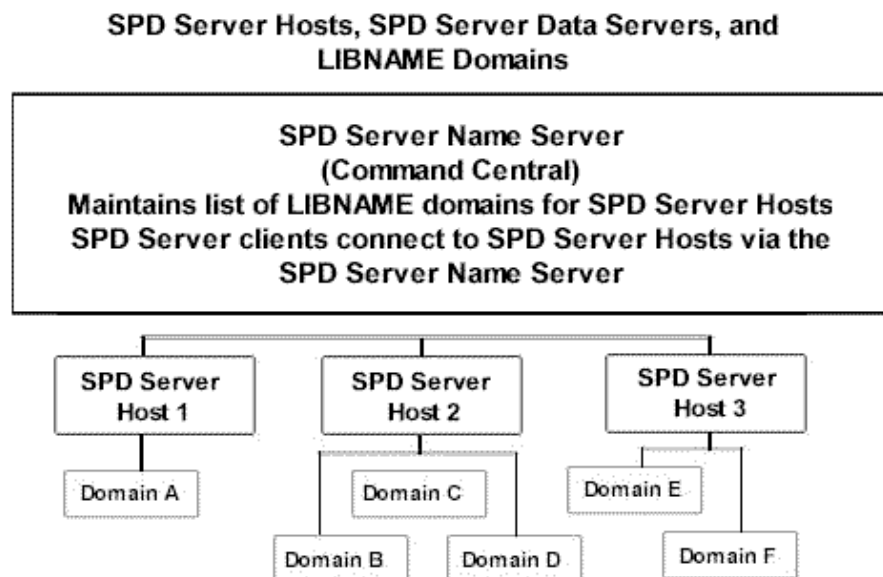 SPD Server Hosts, SPD Server Data Servers, and
LIBNAME Domains
SPD Server Name Server
(Command Central)
Maintains list of LIBNAME domains for SPD Server Hosts
SPD Server clients connect to SPD Server Hosts via the
SPD Server Name Server
SPD Server
Host 1
SPD Server
Host 2
SPD Server
Host 3
Domain A
Domain C
Domain E
Domain B
Domain D
Domain F